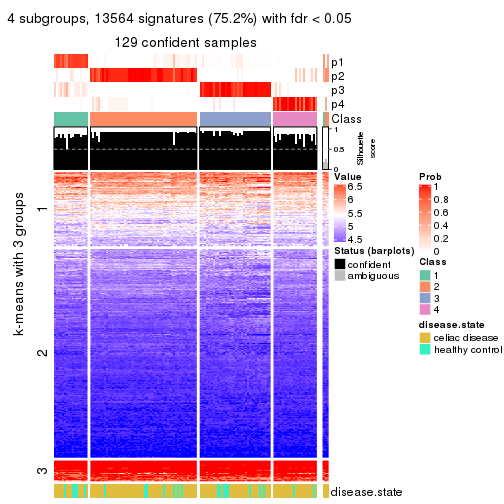 4 subgroups, 13564 signatures (75.2%) with fdr < 0.05
129 confident samples
p1
p2
p3
p4
Class
1
0.5
0
Silhouette
score
k-means with 3 groups
1
2
3
disease.state
Value
6.5
6
5.5
5
4.5
Status (barplots)
confident
ambiguous
Prob
1
0.8
0.6
0.4
0.2
0
Class
1
2
3
4
disease.state
celiac disease
healthy control